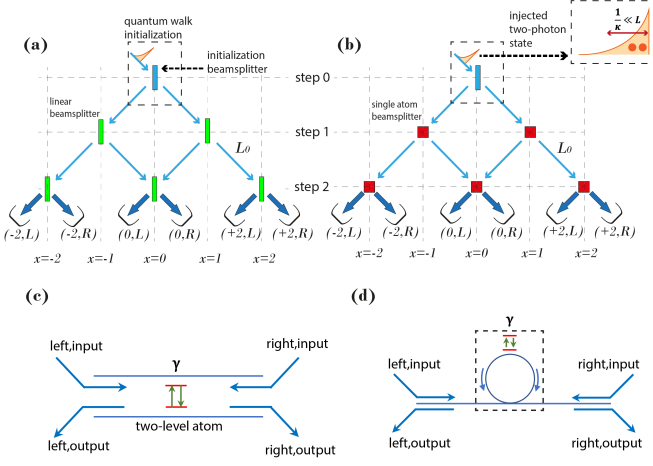 (a)
quantum walk
initialization
initialization
beamsplitter
linear
beamsplitter
L0
(-2,L)
(-2,R)
(0,L)
(0,R)
(+2,L)
(+2,R)
x=-2
x=-1
x=0
x=1
x=2
step 0
step 1
step 2
(b)
injected
two-photon
state
1/κ ≪ L
single atom
beamsplitter
L0
(-2,L)
(-2,R)
(0,L)
(0,R)
(+2,L)
(+2,R)
x=-2
x=-1
x=0
x=1
x=2
(c)
left,input
right,input
γ
two-level atom
left,output
right,output
(d)
γ
left,input
right,input
left,output
right,output